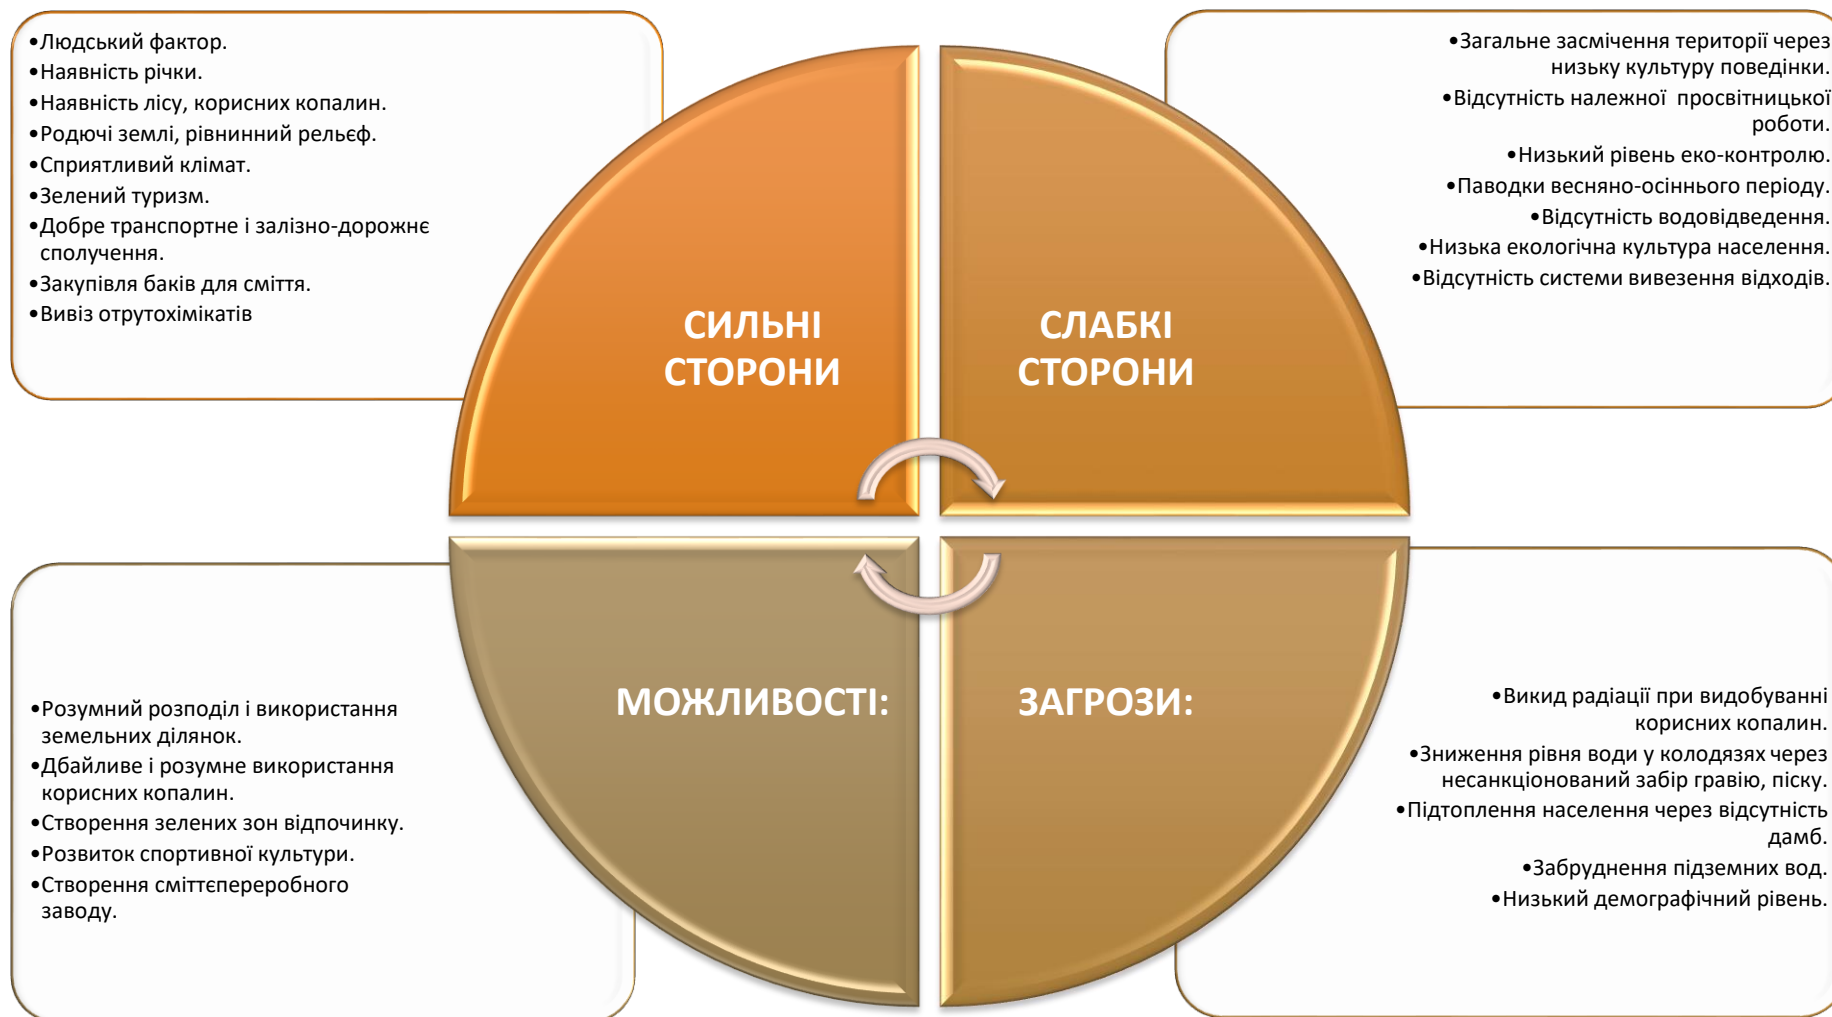 •Людський фактор.
•Наявність річки.
•Наявність лісу, корисних копалин.
•Родючі землі, рівнинний рельєф.
•Сприятливий клімат.
•Зелений туризм.
•Добре транспортне і залізно-дорожнє
сполучення.
•Закупівля баків для сміття.
•Вивіз отрутохімікатів
СИЛЬНІ
СТОРОНИ
•Загальне засмічення території через
низьку культуру поведінки.
•Відсутність належної просвітницької
роботи.
•Низький рівень еко-контролю.
•Паводки весняно-осіннього періоду.
•Відсутність водовідведення.
•Низька екологічна культура населення.
•Відсутність системи вивезення відходів.
СЛАБКІ
СТОРОНИ
•Розумний розподіл і використання
земельних ділянок.
•Дбайливе і розумне використання
корисних копалин.
•Створення зелених зон відпочинку.
•Розвиток спортивної культури.
•Створення сміттєпереробного
заводу.
МОЖЛИВОСТІ:
ЗАГРОЗИ:
•Викид радіації при видобуванні
корисних копалин.
•Зниження рівня води у колодязях через
несанкціонований забір гравію, піску.
•Підтоплення населення через відсутність
дамб.
•Забруднення підземних вод.
•Низький демографічний рівень.